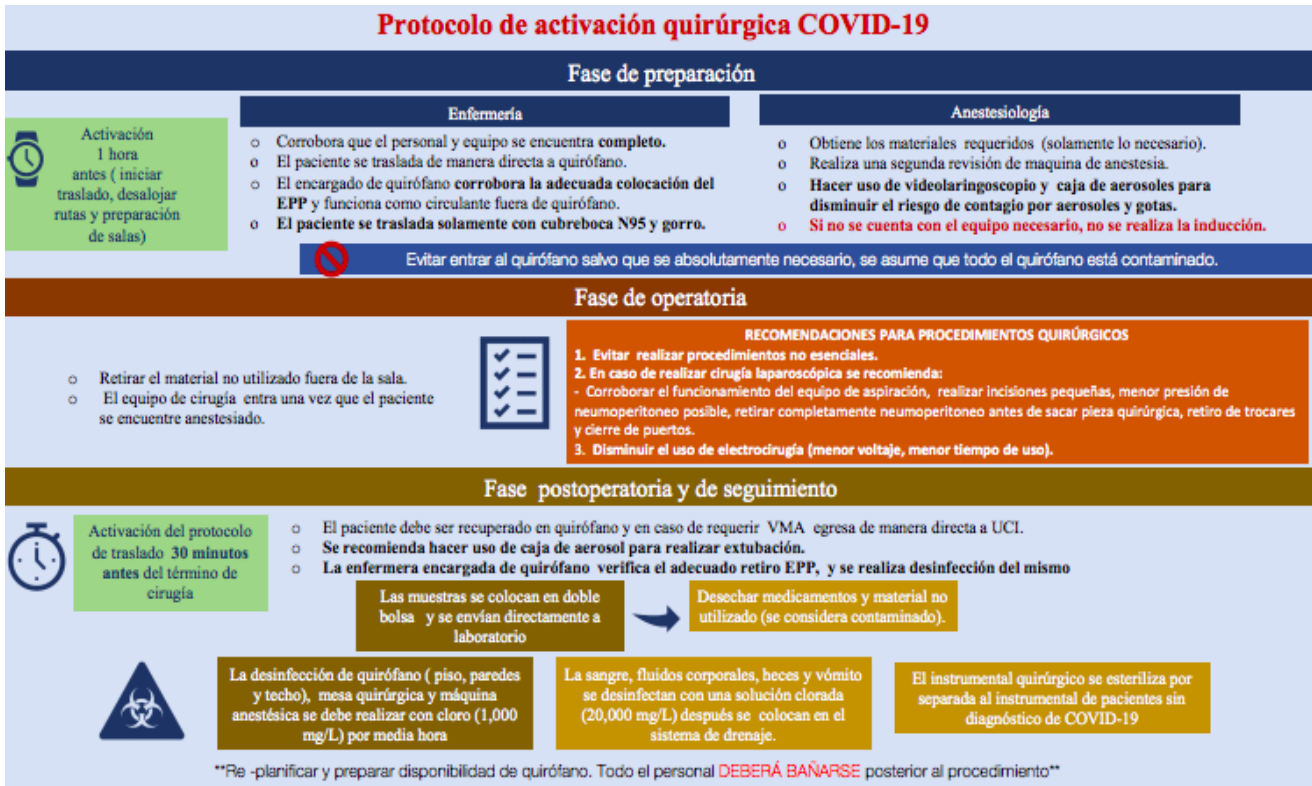 Protocolo de activación quirúrgica COVID-19
Fase de preparación
Activación
1 hora
antes ( iniciar
traslado, desalojar
rutas y preparación
de salas)
Enfermería
o Corrobora que el personal y equipo se encuentra completo.
o El paciente se traslada de manera directa a quirófano.
o El encargado de quirófano corrobora la adecuada colocación del
EPP y funciona como circulante fuera de quirófano.
o El paciente se traslada solamente con cubreboca N95 y gorro.
Anestesiología
o Obtiene los materiales requeridos (solamente lo necesario).
o Realiza una segunda revisión de maquina de anestesia.
o Hacer uso de videolaringoscopio y caja de aerosoles para
disminuir el riesgo de contagio por aerosoles y gotas.
o Si no se cuenta con el equipo necesario, no se realiza la inducción.
Evitar entrar al quirófano salvo que se absolutamente necesario, se asume que todo el quirófano está contaminado.
Fase de operatoria
o Retirar el material no utilizado fuera de la sala.
o El equipo de cirugía entra una vez que el paciente
se encuentre anestesiado.
RECOMENDACIONES PARA PROCEDIMIENTOS QUIRÚRGICOS
1. Evitar realizar procedimientos no esenciales.
2. En caso de realizar cirugía laparoscópica se recomienda:
- Corroborar el funcionamiento del equipo de aspiración, realizar incisiones pequeñas, menor presión de
neumoperitoneo posible, retirar completamente neumoperitoneo antes de sacar pieza quirúrgica, retiro de trocares
y cierre de puertos.
3. Disminuir el uso de electrocirugía (menor voltaje, menor tiempo de uso).
Fase postoperatoria y de seguimiento
Activación del protocolo
de traslado 30 minutos
antes del término de
cirugía
o El paciente debe ser recuperado en quirófano y en caso de requerir VMA egresa de manera directa a UCI.
o Se recomienda hacer uso de caja de aerosol para realizar extubación.
o La enfermera encargada de quirófano verifica el adecuado retiro EPP, y se realiza desinfección del mismo
Las muestras se colocan en doble
bolsa y se envían directamente a
laboratorio
Desechar medicamentos y material no
utilizado (se considera contaminado).
La desinfección de quirófano ( piso, paredes
y techo), mesa quirúrgica y máquina
anestésica se debe realizar con cloro (1,000
mg/L) por media hora
La sangre, fluidos corporales, heces y vómito
se desinfectan con una solución clorada
(20,000 mg/L) después se colocan en el
sistema de drenaje.
El instrumental quirúrgico se esteriliza por
separada al instrumental de pacientes sin
diagnóstico de COVID-19
**Re -planificar y preparar disponibilidad de quirófano. Todo el personal DEBERÁ BAÑARSE posterior al procedimiento**